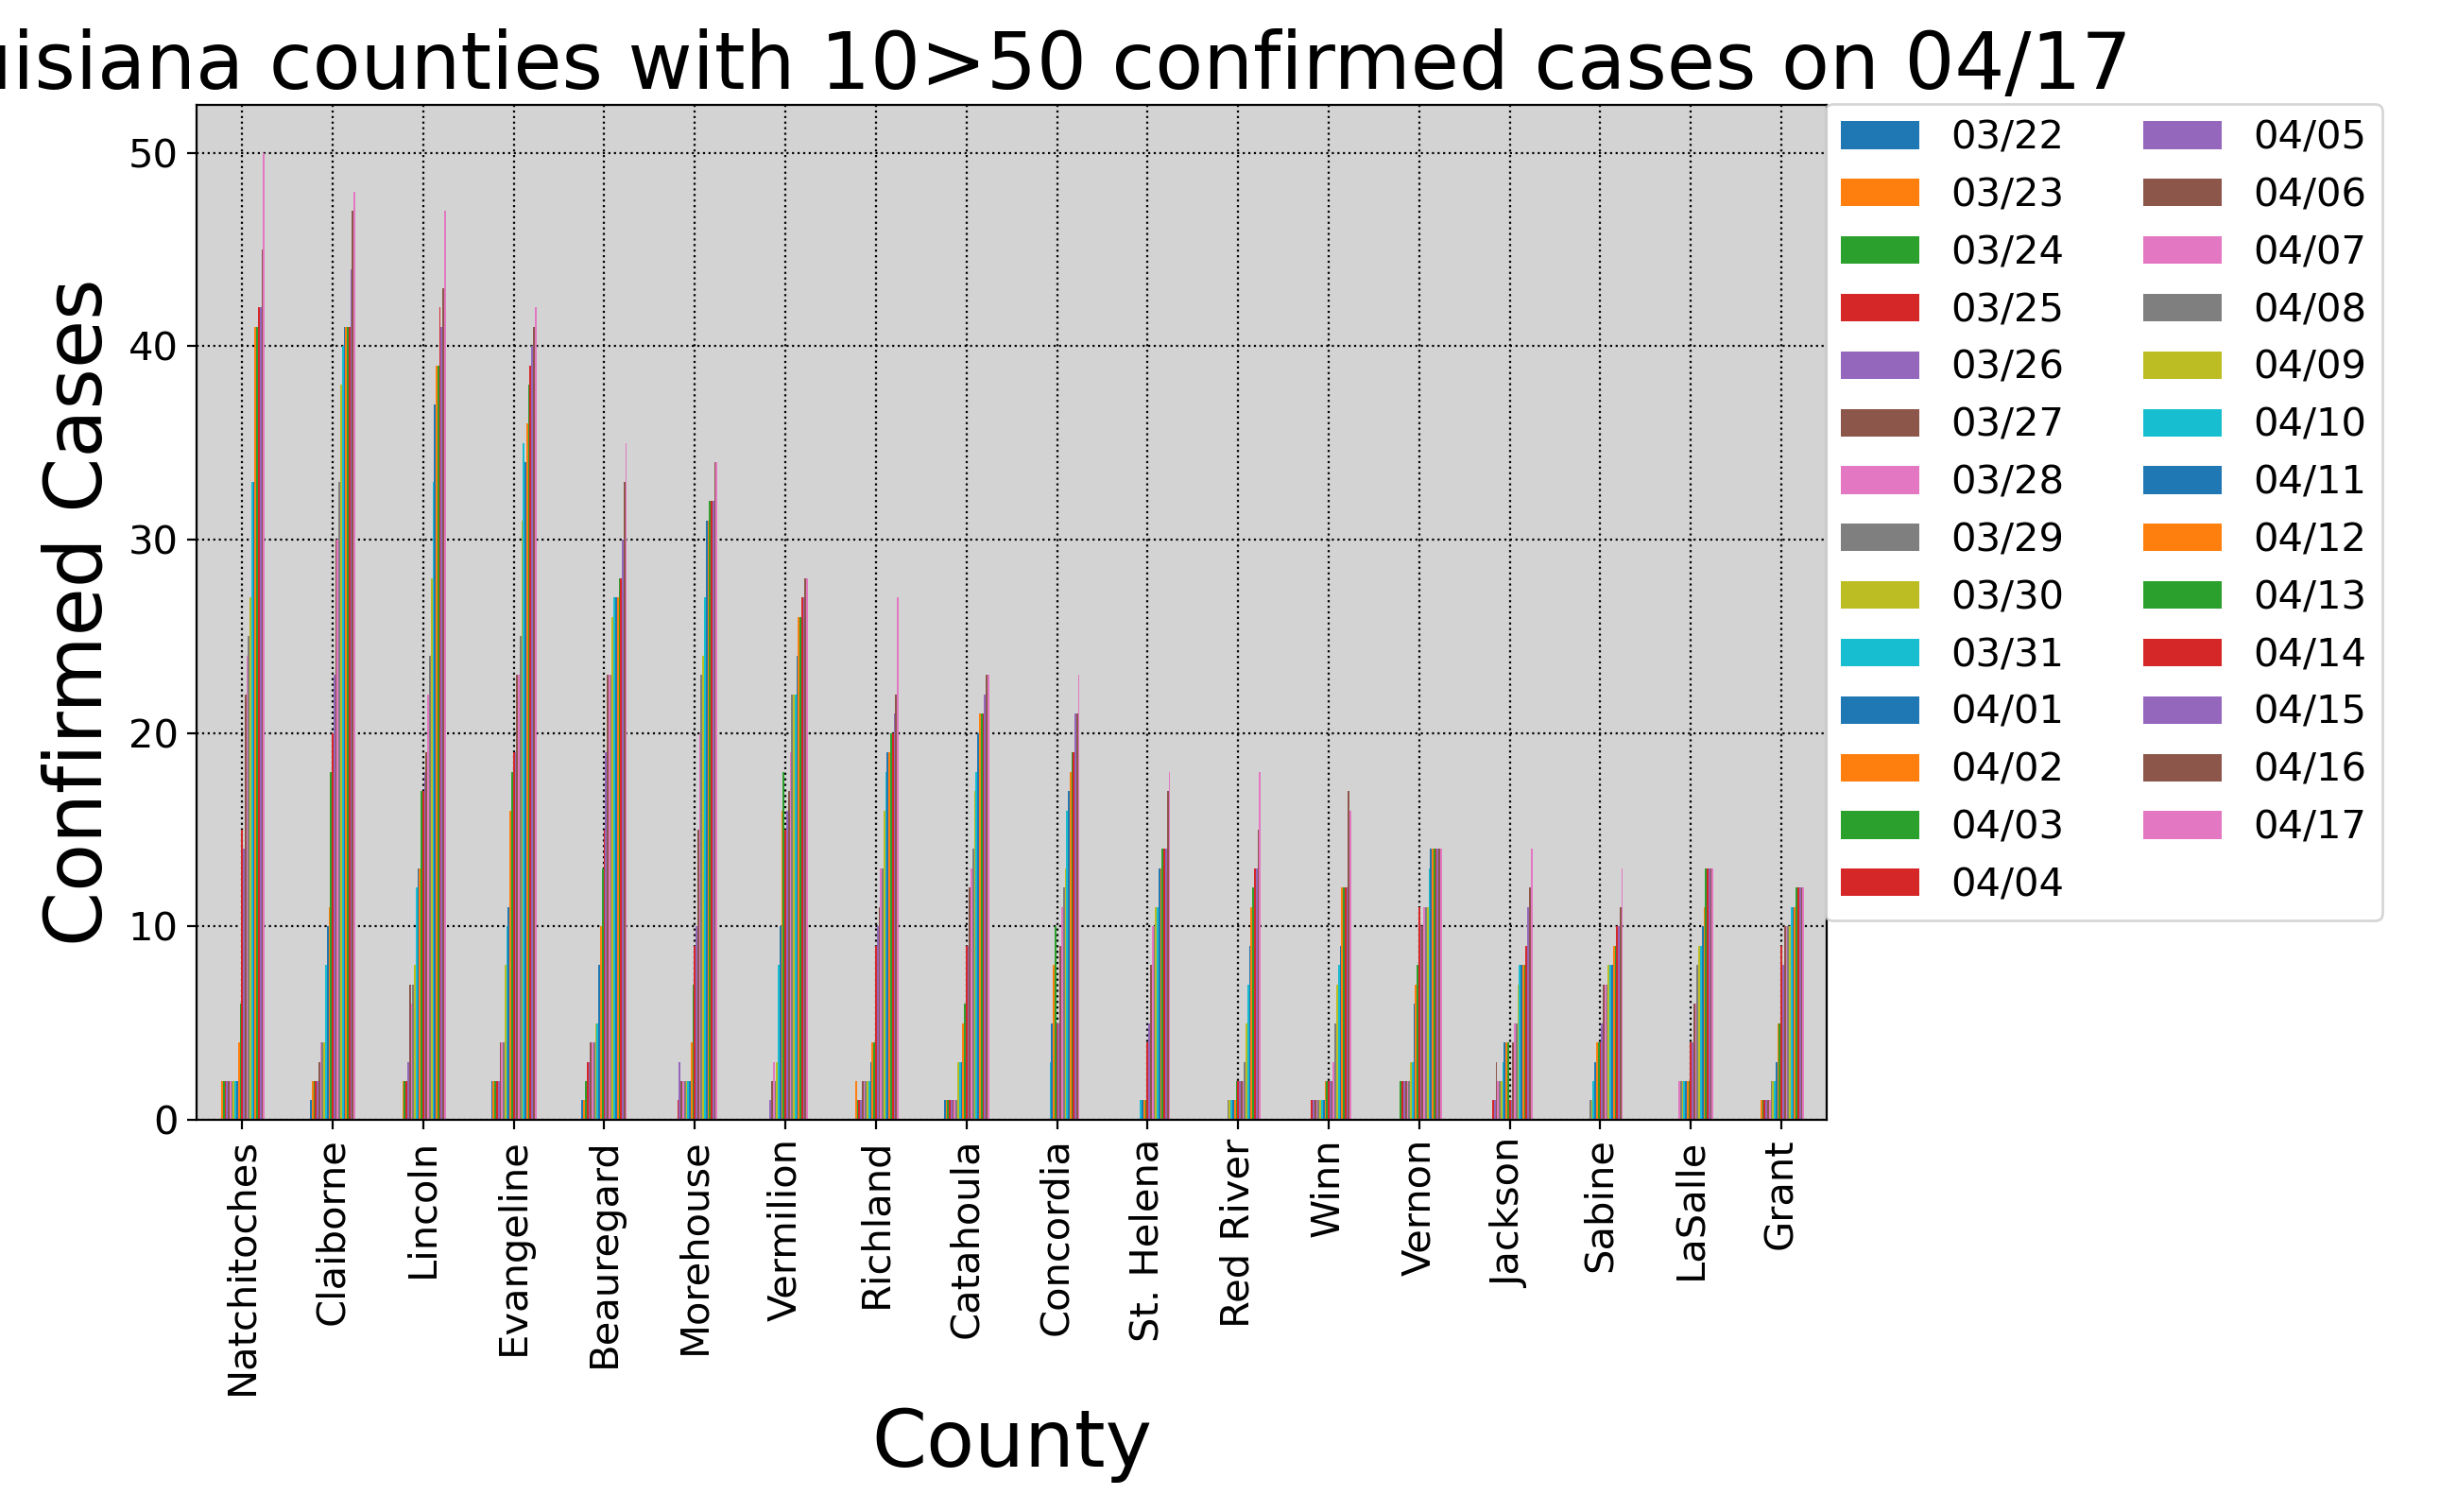 uisiana counties with 10>50 confirmed cases on 04/17
Confirmed Cases
50
40
30
20
10
0
Natchitoches
Claiborne
Lincoln
Evangeline
Beauregard
Morehouse
Vermilion
Richland
Catahoula
Concordia
St. Helena
Red River
Winn
Vernon
Jackson
Sabine
LaSalle
Grant
County
03/22
03/23
03/24
03/25
03/26
03/27
03/28
03/29
03/30
03/31
04/01
04/02
04/03
04/04
04/05
04/06
04/07
04/08
04/09
04/10
04/11
04/12
04/13
04/14
04/15
04/16
04/17